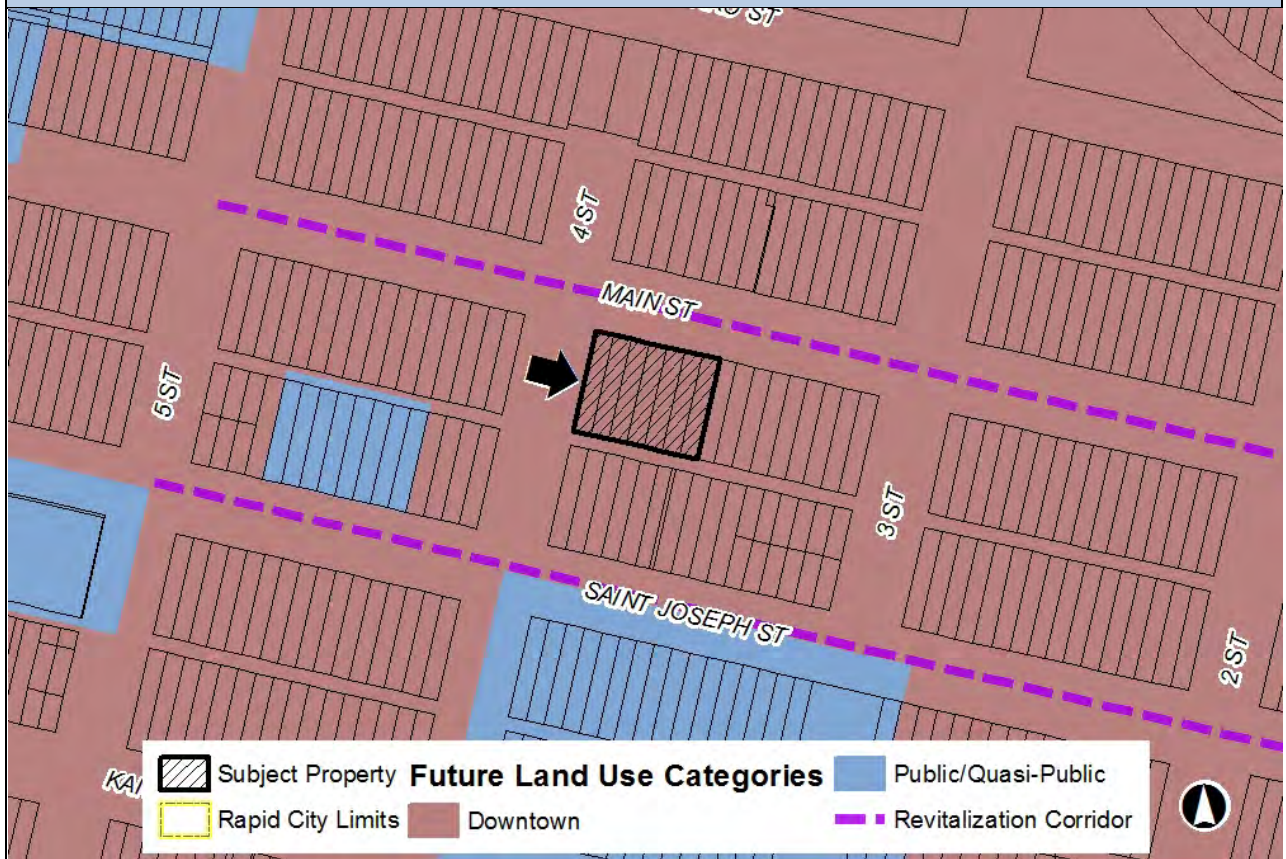 ST
4 ST
MAIN ST
5 ST
3 ST
SAINT JOSEPH ST
2 ST
Subject Property Future Land Use Categories Public/Quasi-Public
Rapid City Limits Downtown Revitalization Corridor